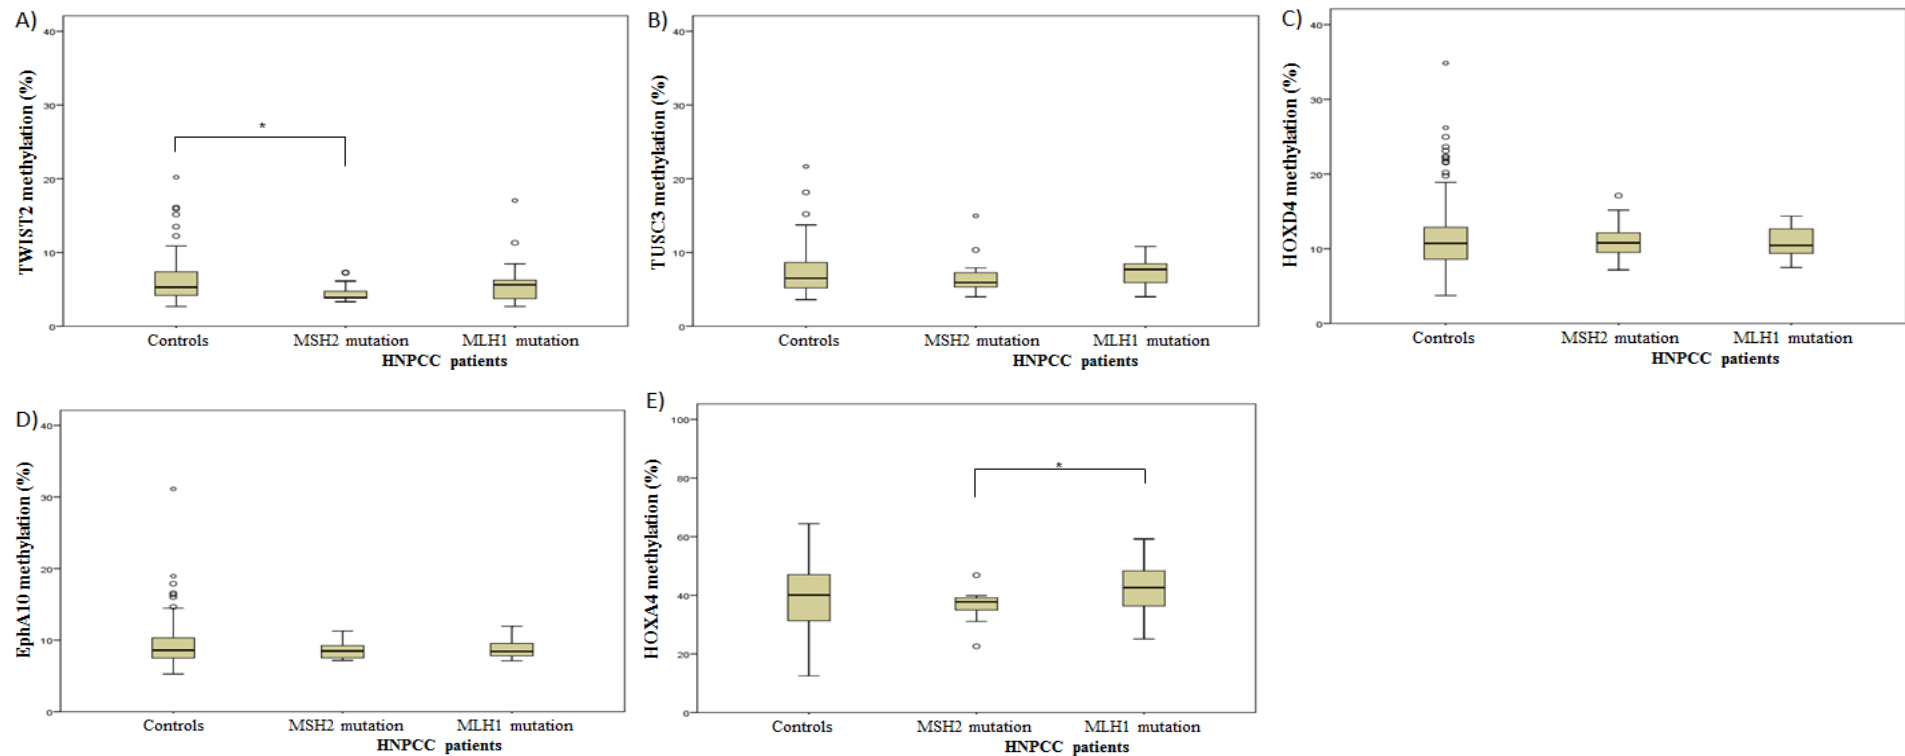 A)
TWIST2 methylation (%)
40
30
20
10
0
*
Controls
MSH2 mutation
MLH1 mutation
HNPCC patients
B)
TUSC3 methylation (%)
40
30
20
10
0
Controls
MSH2 mutation
MLH1 mutation
HNPCC patients
C)
HOXD4 methylation (%)
40
30
20
10
0
Controls
MSH2 mutation
MLH1 mutation
HNPCC patients
D)
EphA10 methylation (%)
40
30
20
10
0
Controls
MSH2 mutation
MLH1 mutation
HNPCC patients
E)
HOXA4 methylation (%)
100
80
60
40
20
0
*
Controls
MSH2 mutation
MLH1 mutation
HNPCC patients